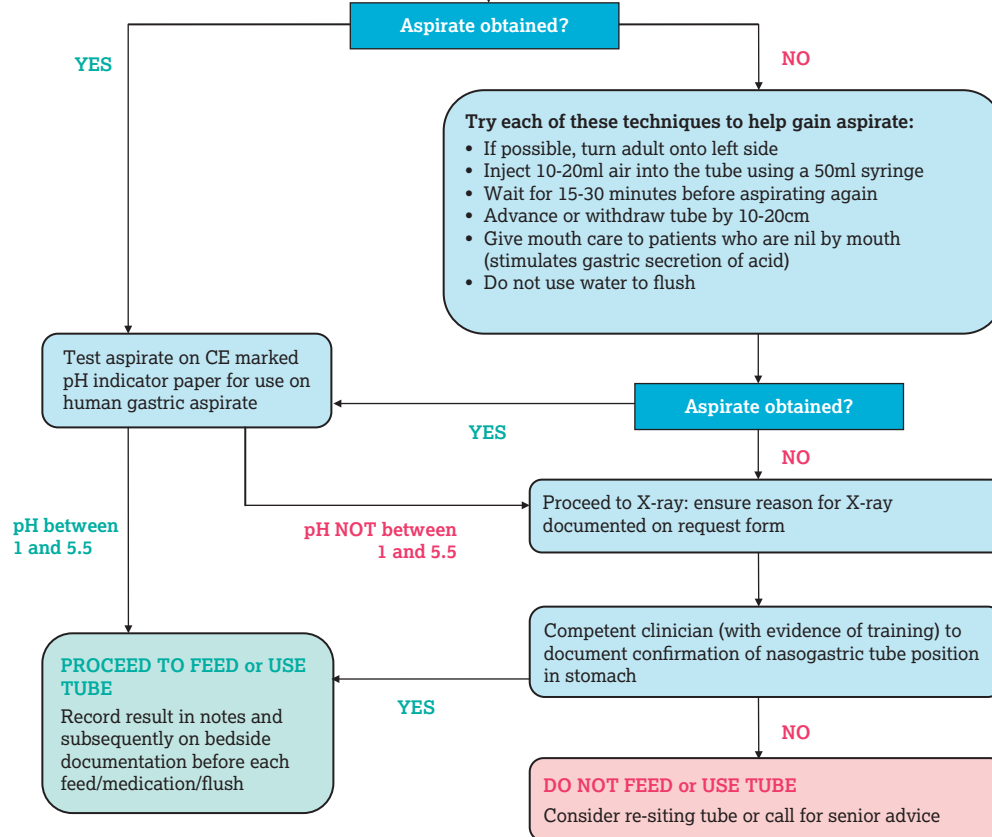 Aspirate obtained?
YES
NO
Try each of these techniques to help gain aspirate:
• If possible, turn adult onto left side
• Inject 10-20ml air into the tube using a 50ml syringe
• Wait for 15-30 minutes before aspirating again
• Advance or withdraw tube by 10-20cm
• Give mouth care to patients who are nil by mouth
(stimulates gastric secretion of acid)
• Do not use water to flush
Test aspirate on CE marked
pH indicator paper for use on
human gastric aspirate
Aspirate obtained?
YES
NO
pH between
1 and 5.5
pH NOT between
1 and 5.5
Proceed to X-ray: ensure reason for X-ray
documented on request form
Competent clinician (with evidence of training) to
document confirmation of nasogastric tube position
in stomach
YES
NO
PROCEED TO FEED or USE
TUBE
Record result in notes and
subsequently on bedside
documentation before each
feed/medication/flush
DO NOT FEED or USE TUBE
Consider re-siting tube or call for senior advice